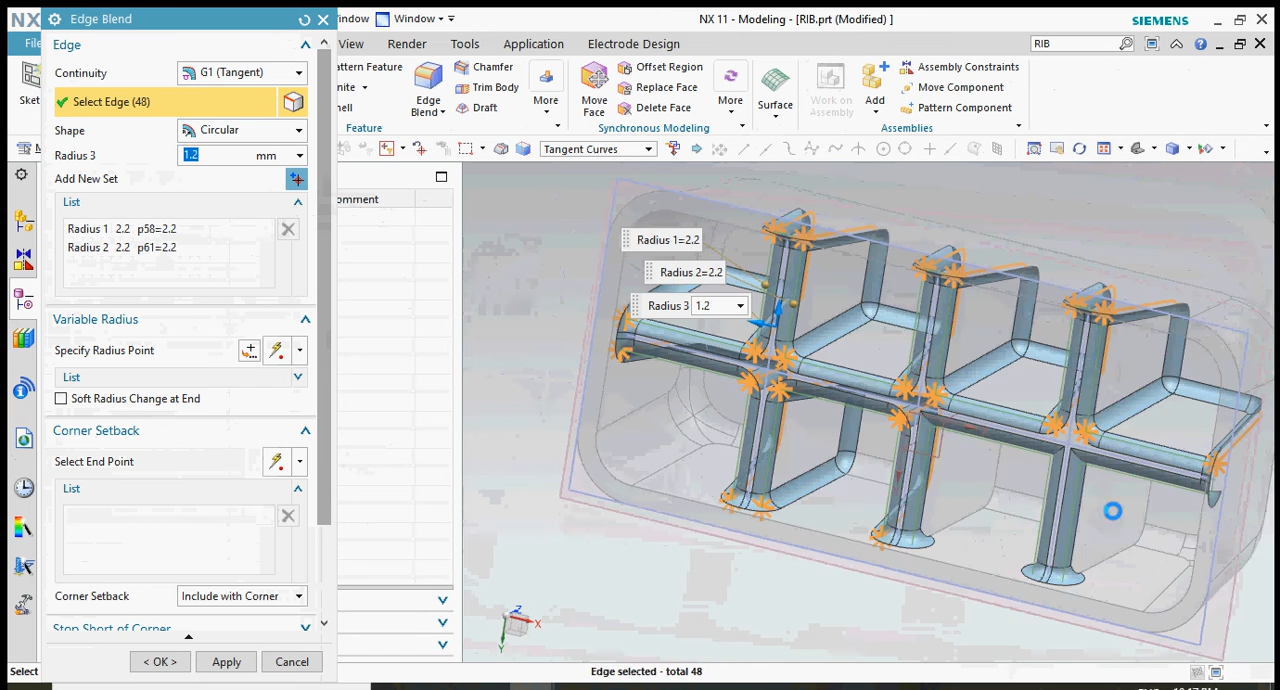 NX
Edge Blend
indow
Window
NX 11 - Modeling - [RIB.prt (Modified) ]
SIEMENS
File
View
Render
Tools
Application
Electrode Design
RIB
Edge
Continuity
G1 (Tangent)
Select Edge (48)
Shape
Circular
Radius 3
1.2
mm
Add New Set
List
Radius 1 2.2 p58=2.2
Radius 2 2.2 p61=2.2
Variable Radius
Specify Radius Point
List
Soft Radius Change at End
Corner Setback
Select End Point
List
Corner Setback
Include with Corner
Stop Short of Corner
< OK >
Apply
Cancel
Sket
attern Feature
nite
hell
Edge
Blend
Chamfer
Trim Body
Draft
More
Feature
Move
Face
Offset Region
Replace Face
Delete Face
More
Synchronous Modeling
Surface
Work on
Assembly
Add
Assembly Constraints
Move Component
Pattern Component
Assemblies
M
Tangent Curves
omment
Radius 1=2.2
Radius 2=2.2
Radius 3
1.2
Z
X
Y
Select
Edge selected - total 48